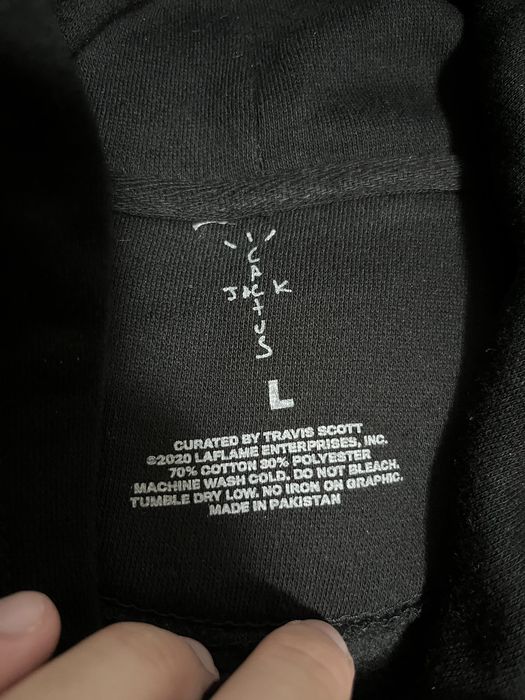 CACTUS
JACK
L
CURATED BY TRAVIS SCOTT
©2020 LAFLAME ENTERPRISES, INC.
70% COTTON 30% POLYESTER
MACHINE WASH COLD. DO NOT BLEACH.
TUMBLE DRY LOW. NO IRON ON GRAPHIC.
MADE IN PAKISTAN